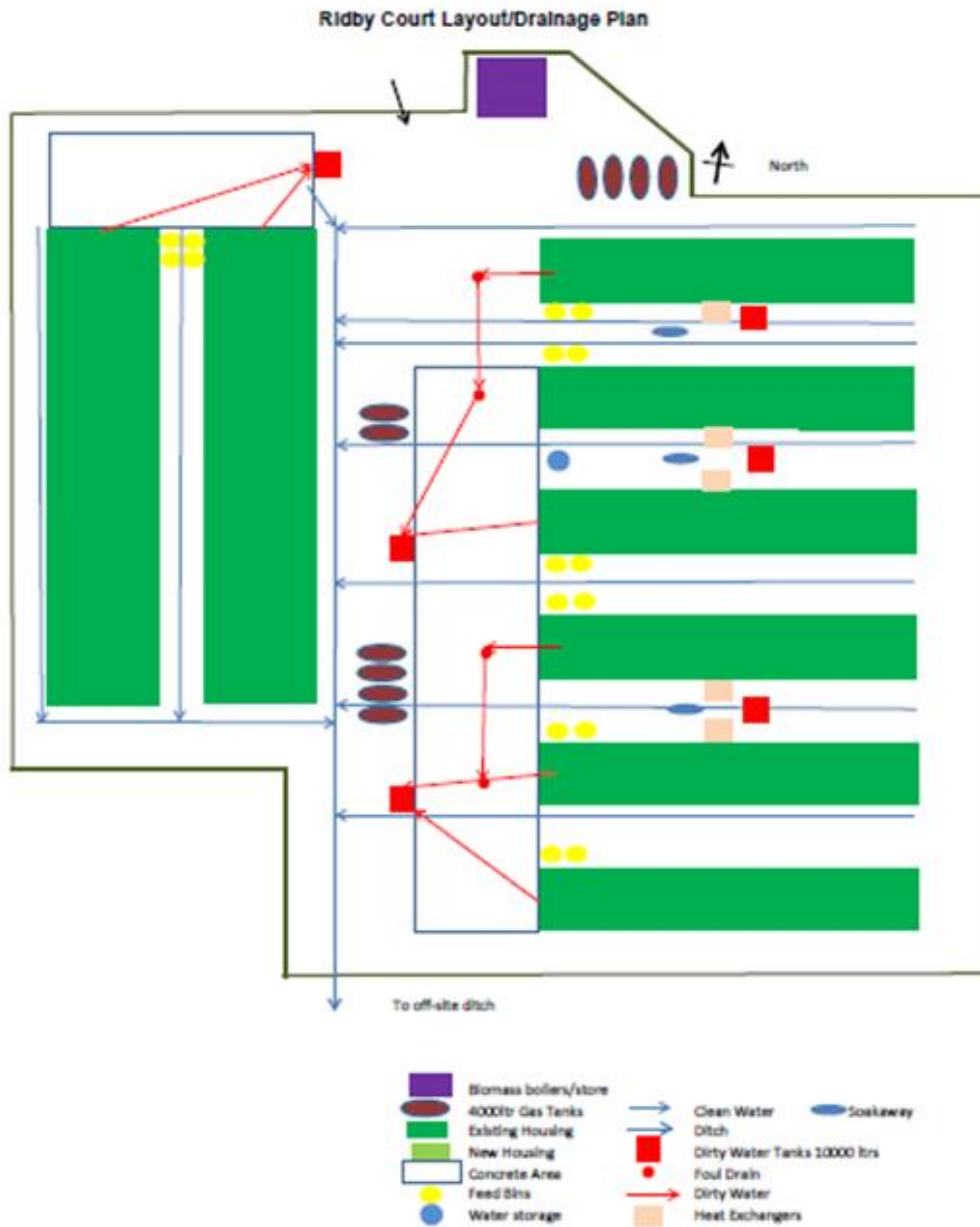 Ridby Court Layout/Drainage Plan
North
To off-site ditch
Biomass boilers/store
4000ltr Gas Tanks
Clean Water
Soakaway
Existing Housing
Ditch
New Housing
Dirty Water Tanks 10000 ltrs
Concrete Area
Foul Drain
Feed Bins
Dirty Water
Water storage
Heat Exchangers